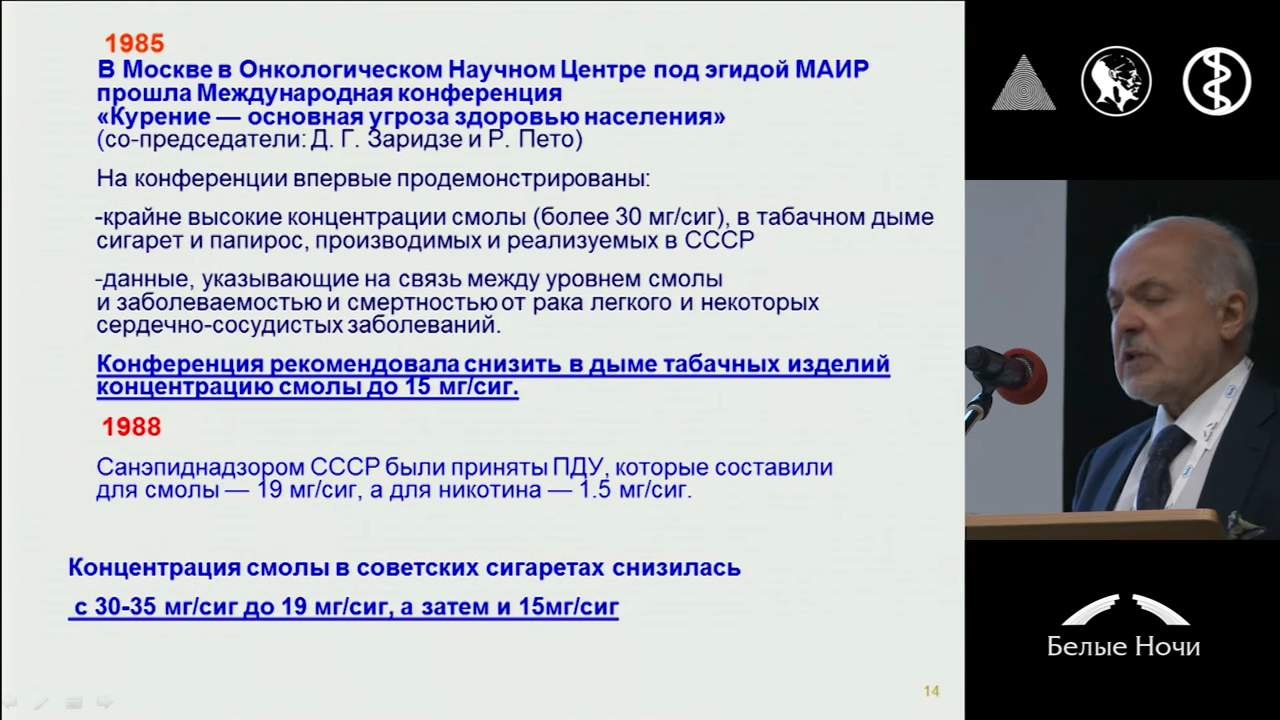 1985
В Москве в Онкологическом Научном Центре под эгидой МАИР
прошла Международная конференция
«Курение — основная угроза здоровью населения»
(со-председатели: Д. Г. Заридзе и Р. Пето)
На конференции впервые продемонстрированы:
-крайне высокие концентрации смолы (более 30 мг/сиг), в табачном дыме
сигарет и папирос, производимых и реализуемых в СССР
-данные, указывающие на связь между уровнем смолы
и заболеваемостью и смертностью от рака легкого и некоторых
сердечно-сосудистых заболеваний.
Конференция рекомендовала снизить в дыме табачных изделий
концентрацию смолы до 15 мг/сиг.
1988
Санэпиднадзором СССР были приняты ПДУ, которые составили
для смолы — 19 мг/сиг, а для никотина — 1.5 мг/сиг.
Концентрация смолы в советских сигаретах снизилась
с 30-35 мг/сиг до 19 мг/сиг, а затем и 15мг/сиг
14
Белые Ночи